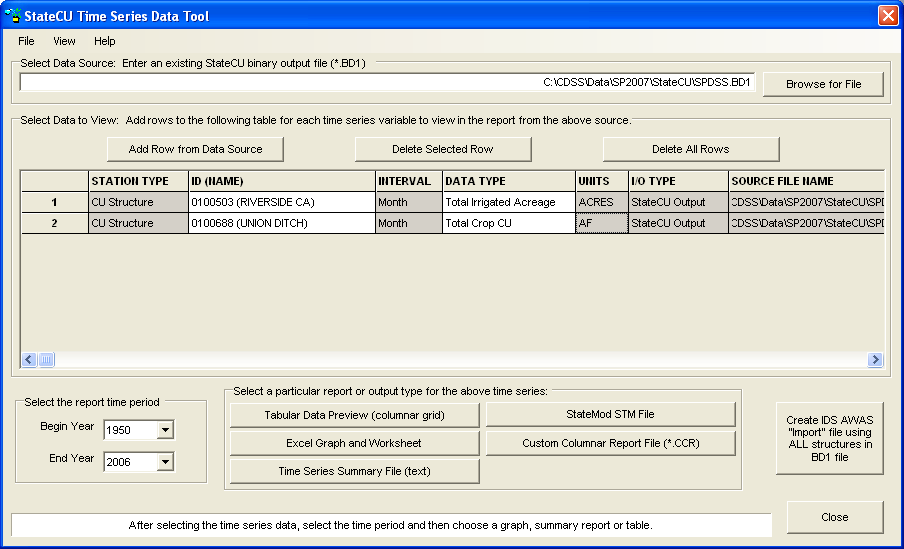 StateCU Time Series Data Tool
File View Help
Select Data Source: Enter an existing StateCU binary output file (*.BD1)
C:\CDSS\Data\SP2007\StateCU\SPDSS.BD1
Browse for File
Select Data to View: Add rows to the following table for each time series variable to view in the report from the above source.
Add Row from Data Source Delete Selected Row Delete All Rows
STATION TYPE ID (NAME) INTERVAL DATA TYPE UNITS I/O TYPE SOURCE FILE NAME
1 CU Structure 0100503 (RIVERSIDE CA) Month Total Irrigated Acreage ACRES StateCU Output CDSS\Data\SP2007\StateCU\SPD
2 CU Structure 0100688 (UNION DITCH) Month Total Crop CU AF StateCU Output CDSS\Data\SP2007\StateCU\SPD
Select the report time period
Begin Year 1950
End Year 2006
Select a particular report or output type for the above time series:
Tabular Data Preview (columnar grid) StateMod STM File
Excel Graph and Worksheet Custom Columnar Report File (*.CCR)
Time Series Summary File (text)
Create IDS AWAS
"Import" file using
ALL structures in
BD1 file
After selecting the time series data, select the time period and then choose a graph, summary report or table.
Close